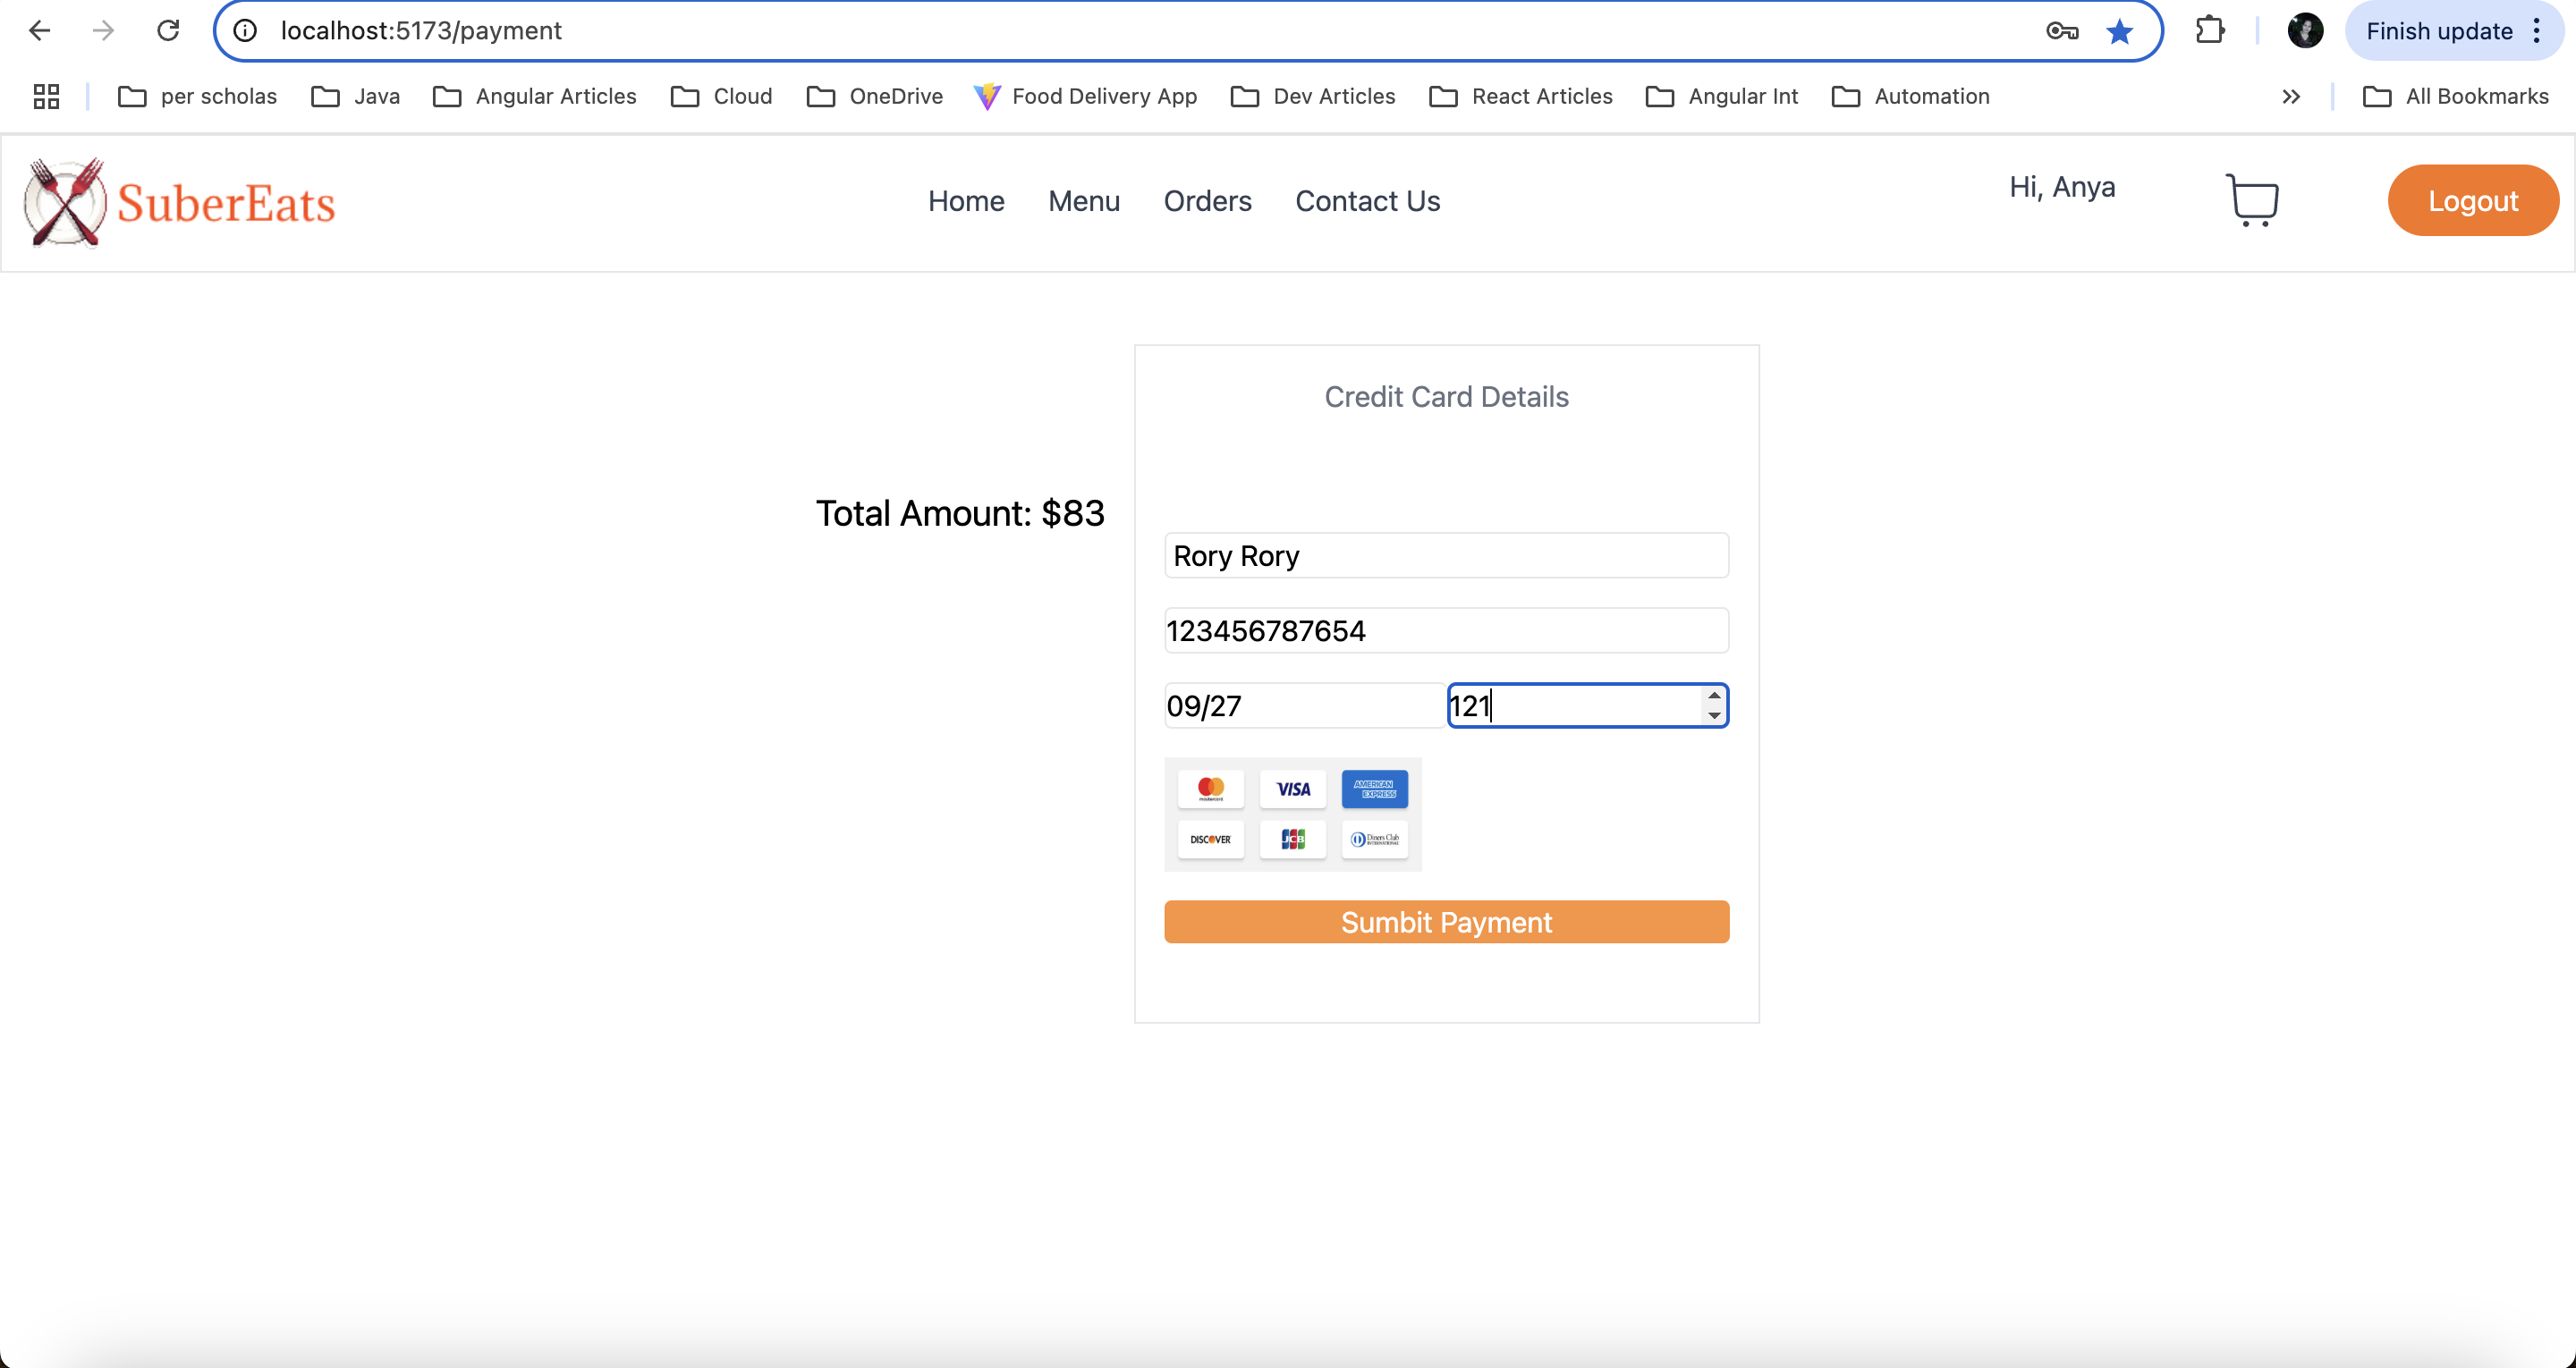 localhost:5173/payment
Finish update
per scholas Java Angular Articles Cloud OneDrive Food Delivery App Dev Articles React Articles Angular Int Automation All Bookmarks
SuberEats Home Menu Orders Contact Us Hi, Anya Logout
Credit Card Details
Total Amount: $83
Rory Rory
123456787654
09/27 121
mastercard VISA AMERICAN EXPRESS
DISCOVER JCB Diners Club INTERNATIONAL
Sumbit Payment